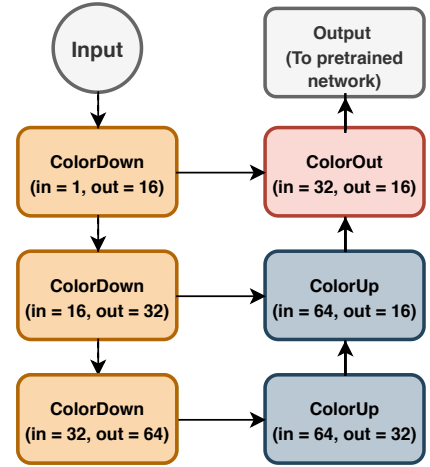 Input
Output
(To pretrained
network)
ColorDown
(in = 1, out = 16)
ColorOut
(in = 32, out = 16)
ColorDown
(in = 16, out = 32)
ColorUp
(in = 64, out = 16)
ColorDown
(in = 32, out = 64)
ColorUp
(in = 64, out = 32)